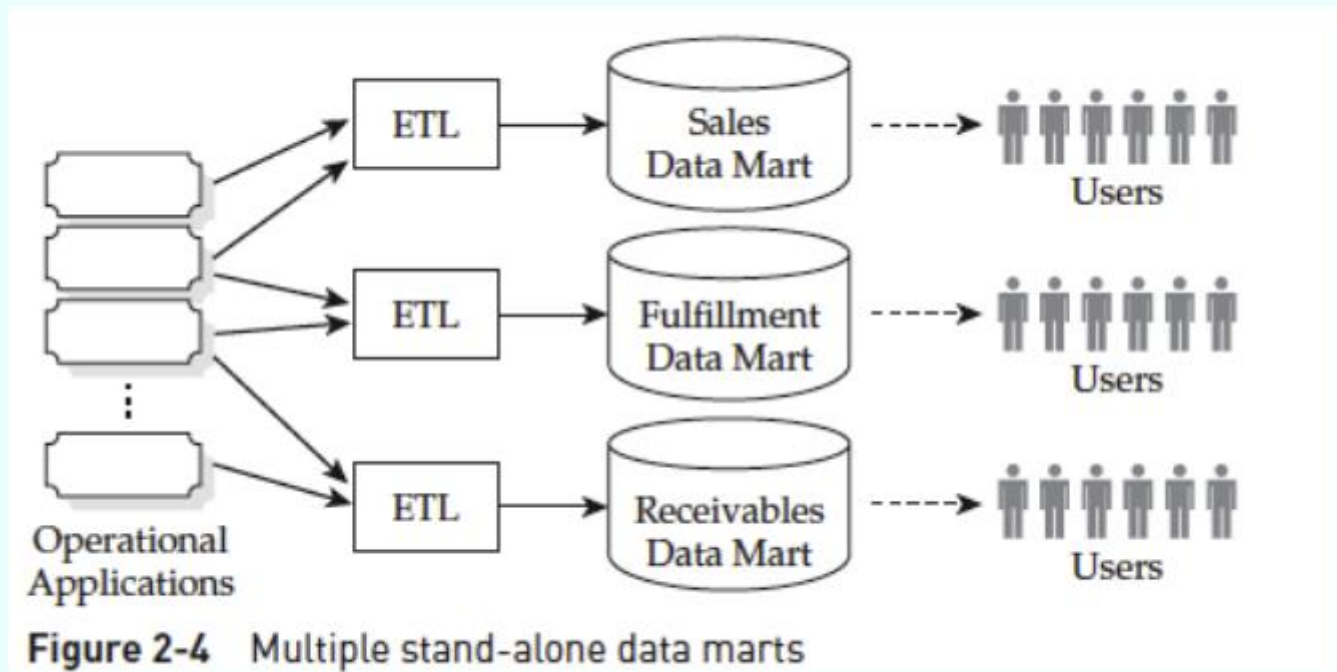 ETL
Sales
Data Mart
Users
ETL
Fulfillment
Data Mart
Users
ETL
Receivables
Data Mart
Users
Operational
Applications
Figure 2-4 Multiple stand-alone data marts